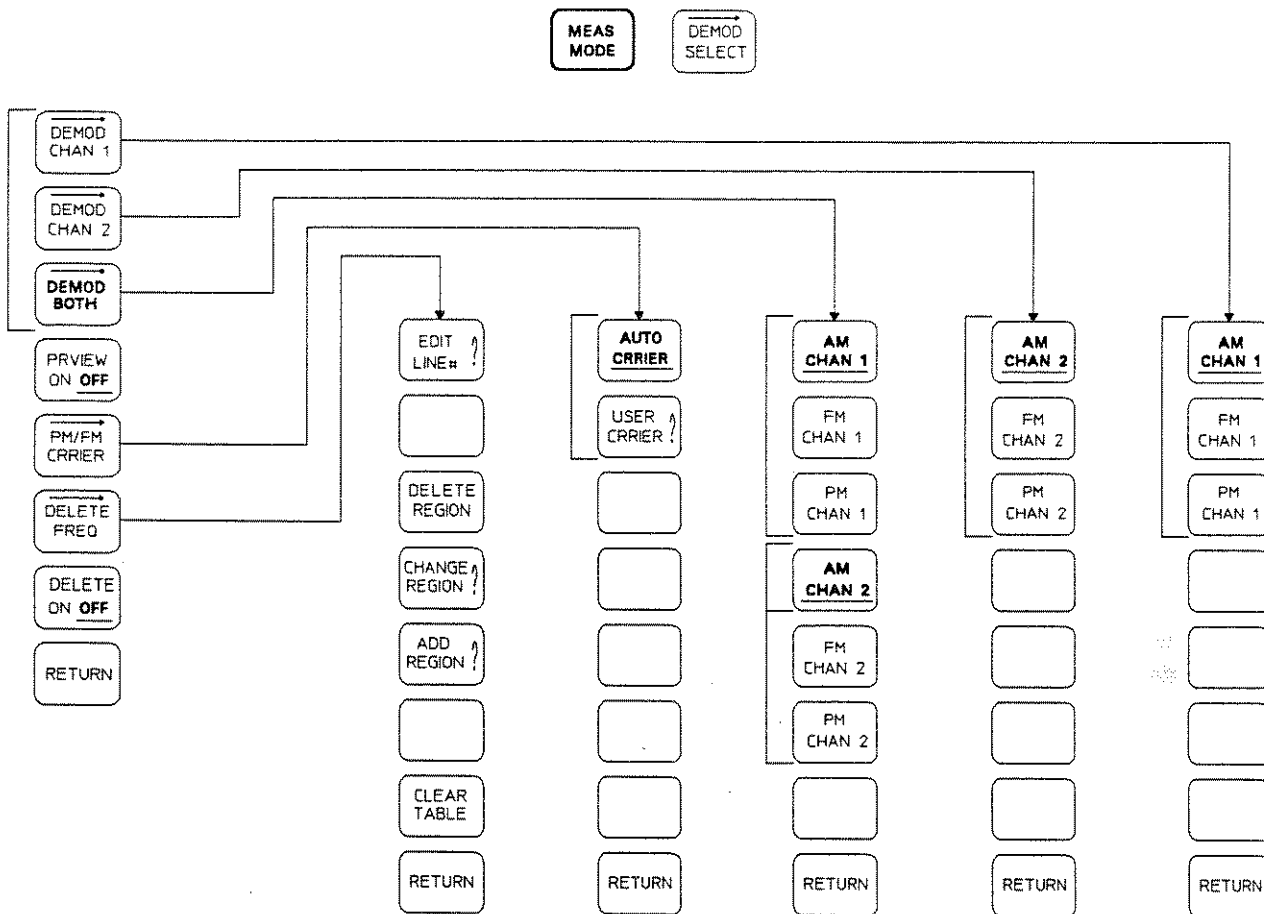 MEAS
MODE
DEMOD
SELECT
DEMOD
CHAN 1
DEMOD
CHAN 2
DEMOD
BOTH
PRVIEW
ON OFF
PM/FM
CRRIER
DELETE
FREQ
DELETE
ON OFF
RETURN
EDIT
LINE# ?
DELETE
REGION
CHANGE
REGION ?
ADD
REGION ?
CLEAR
TABLE
RETURN
AUTO
CRRIER
USER
CRRIER ?
RETURN
AM
CHAN 1
FM
CHAN 1
PM
CHAN 1
AM
CHAN 2
FM
CHAN 2
PM
CHAN 2
RETURN
AM
CHAN 2
FM
CHAN 2
PM
CHAN 2
RETURN
AM
CHAN 1
FM
CHAN 1
PM
CHAN 1
RETURN